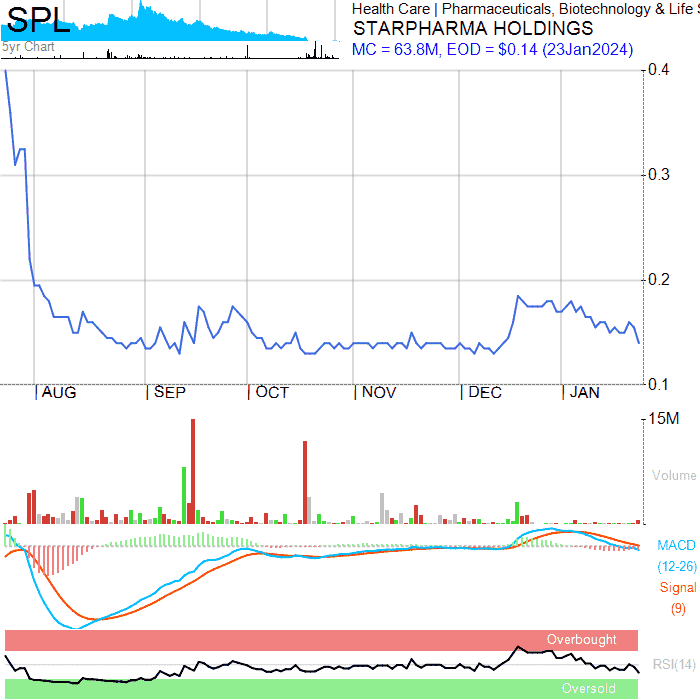 SPL
5yr Chart
Health Care | Pharmaceuticals, Biotechnology & Life S
STARPHARMA HOLDINGS
MC = 63.8M, EOD = $0.14 (23Jan2024)
0.4
0.3
0.2
0.1
AUG SEP OCT NOV DEC JAN
15M
Volume
MACD
(12-26)
Signal
(9)
Overbought
RSI(14)
Oversold